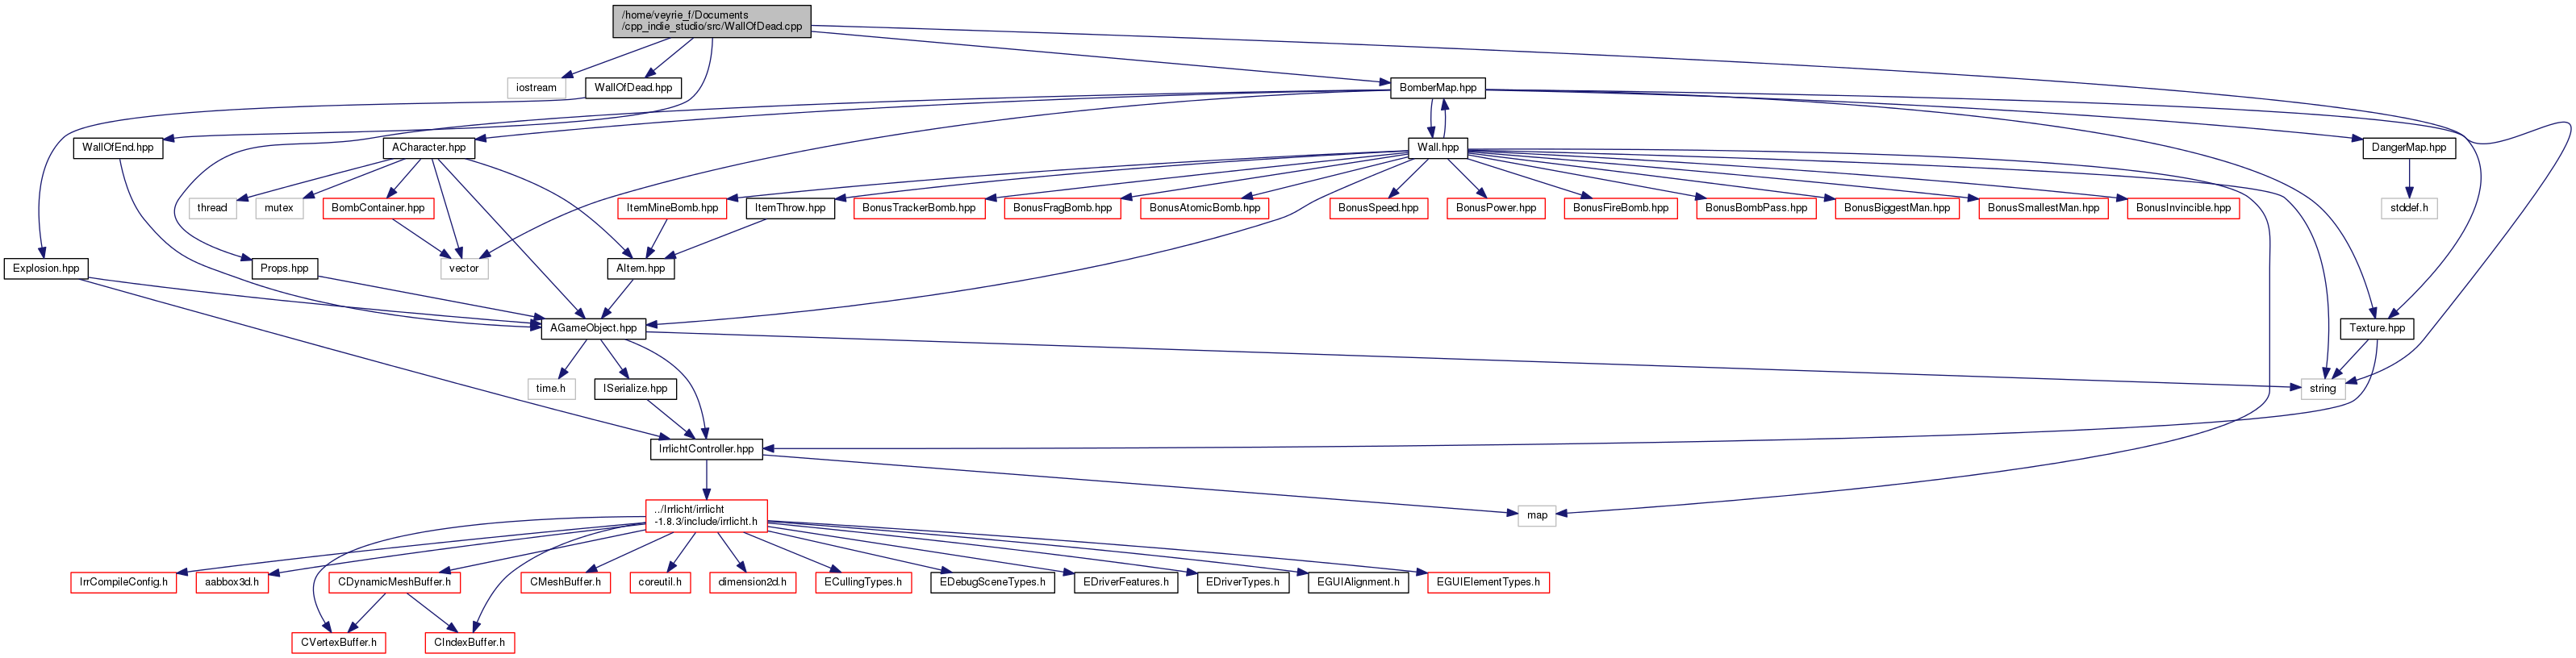 /home/veyrie_f/Documents
/cpp_indie_studio/src/WallOfDead.cpp
iostream
WallOfDead.hpp
BomberMap.hpp
WallOfEnd.hpp
ACharacter.hpp
Wall.hpp
DangerMap.hpp
thread
mutex
BombContainer.hpp
ItemMineBomb.hpp
ItemThrow.hpp
BonusTrackerBomb.hpp
BonusFragBomb.hpp
BonusAtomicBomb.hpp
BonusSpeed.hpp
BonusPower.hpp
BonusFireBomb.hpp
BonusBombPass.hpp
BonusBiggestMan.hpp
BonusSmallestMan.hpp
BonusInvincible.hpp
stddef.h
Explosion.hpp
Props.hpp
vector
AItem.hpp
AGameObject.hpp
Texture.hpp
time.h
ISerialize.hpp
string
IrrlichtController.hpp
../Irrlicht/irrlicht
-1.8.3/include/irrlicht.h
map
IrrCompileConfig.h
aabbox3d.h
CDynamicMeshBuffer.h
CMeshBuffer.h
coreutil.h
dimension2d.h
ECullingTypes.h
EDebugSceneTypes.h
EDriverFeatures.h
EDriverTypes.h
EGUIAlignment.h
EGUIElementTypes.h
CVertexBuffer.h
CIndexBuffer.h